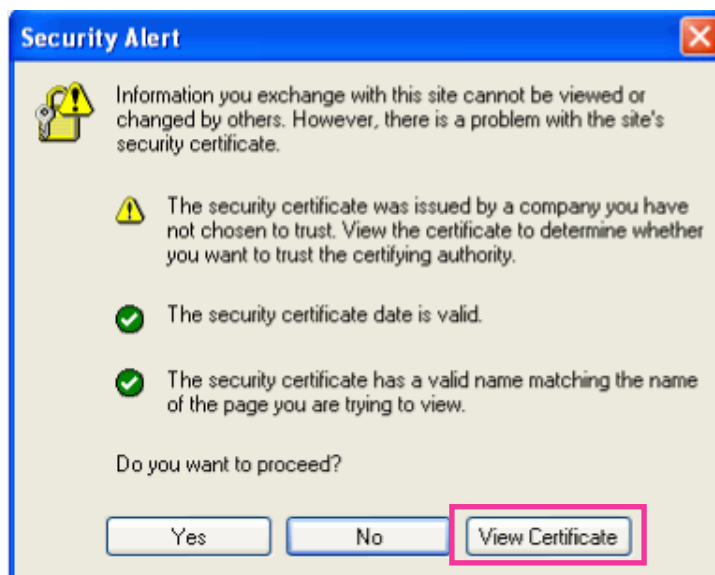 Security Alert
Information you exchange with this site cannot be viewed or
changed by others. However, there is a problem with the site's
security certificate.
The security certificate was issued by a company you have
not chosen to trust. View the certificate to determine whether
you want to trust the certifying authority.
The security certificate date is valid.
The security certificate has a valid name matching the name
of the page you are trying to view.
Do you want to proceed?
Yes No View Certificate